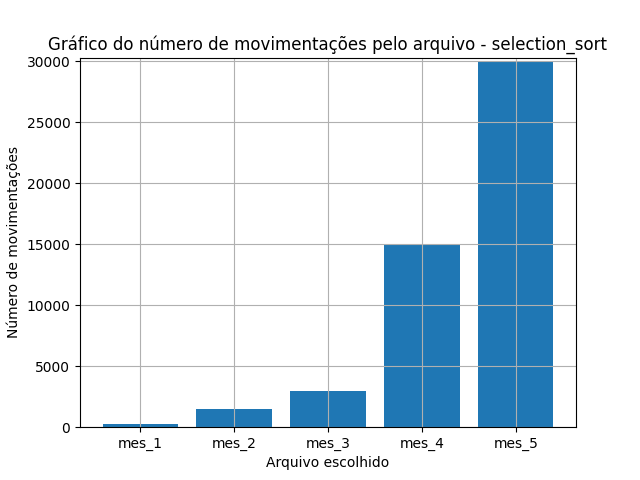 Gráfico do número de movimentações pelo arquivo - selection_sort
30000
25000
20000
15000
10000
5000
0
Número de movimentações
mes_1 mes_2 mes_3 mes_4 mes_5
Arquivo escolhido